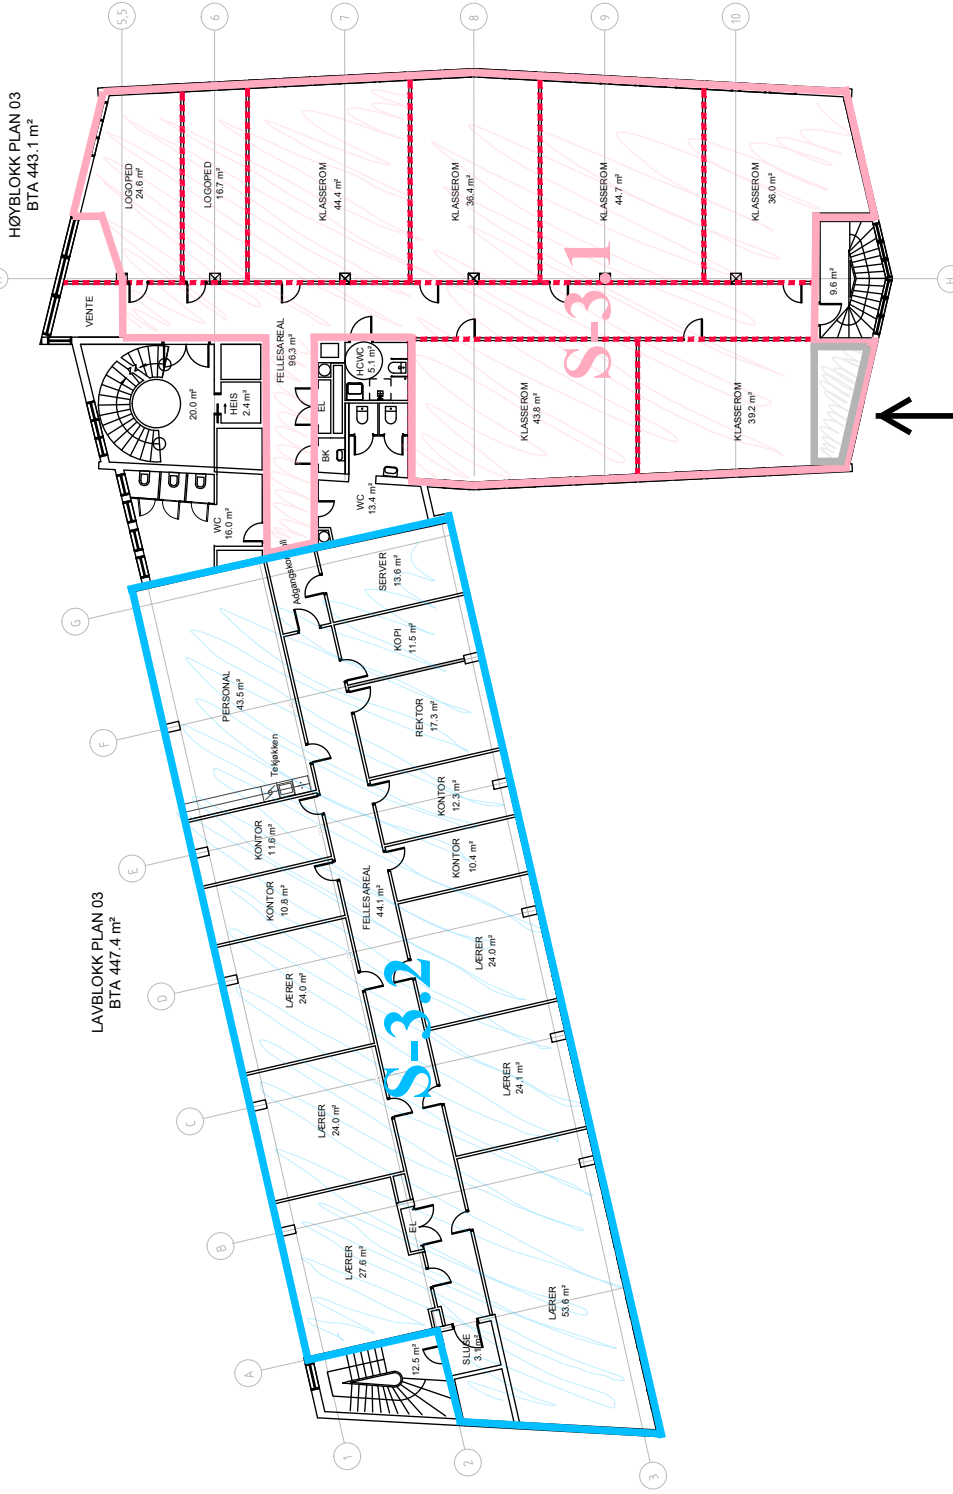 HØYBLOKK PLAN 03
BTA 443.1 m²
5,5
6
7
8
9
10
H
LOGOPED
24.6 m²
LOGOPED
16.7 m²
KLASSEROM
44.4 m²
KLASSEROM
36.4 m²
KLASSEROM
44.7 m²
KLASSEROM
36.0 m²
VENTE
FELLESAREAL
96,3 m²
S-3 1
9.6 m²
20.0 m²
HEIS
2.4 m²
EL
BK
HCWC
5.1 m²
WC
13.4 m²
WC
16.0 m²
KLASSEROM
43.8 m²
KLASSEROM
39.2 m²
LAVBLOKK PLAN 03
BTA 447.4 m²
G
F
E
D
C
B
A
1
2
3
SERVER
13.6 m²
KOPI
11.5 m²
PERSONAL
43.5 m²
REKTOR
17.3 m²
Tekjøkken
KONTOR
12.3 m²
KONTOR
11.6 m²
KONTOR
10.4 m²
KONTOR
10.8 m²
FELLESAREAL
44.1 m²
LÆRER
24.0 m²
LÆRER
24.0 m²
S-3.2
LÆRER
24.0 m²
LÆRER
24.1 m²
LÆRER
27.6 m²
EL
LÆRER
53.6 m²
SLUSE
3.1 m²
12.5 m²